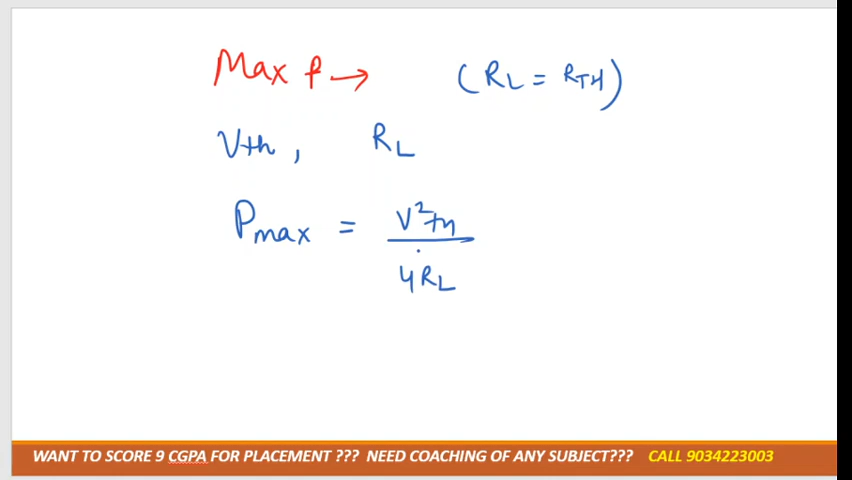 Max P → (RL = RTH)
Vth, RL
Pmax = V²th
4RL
WANT TO SCORE 9 CGPA FOR PLACEMENT ??? NEED COACHING OF ANY SUBJECT??? CALL 9034223003